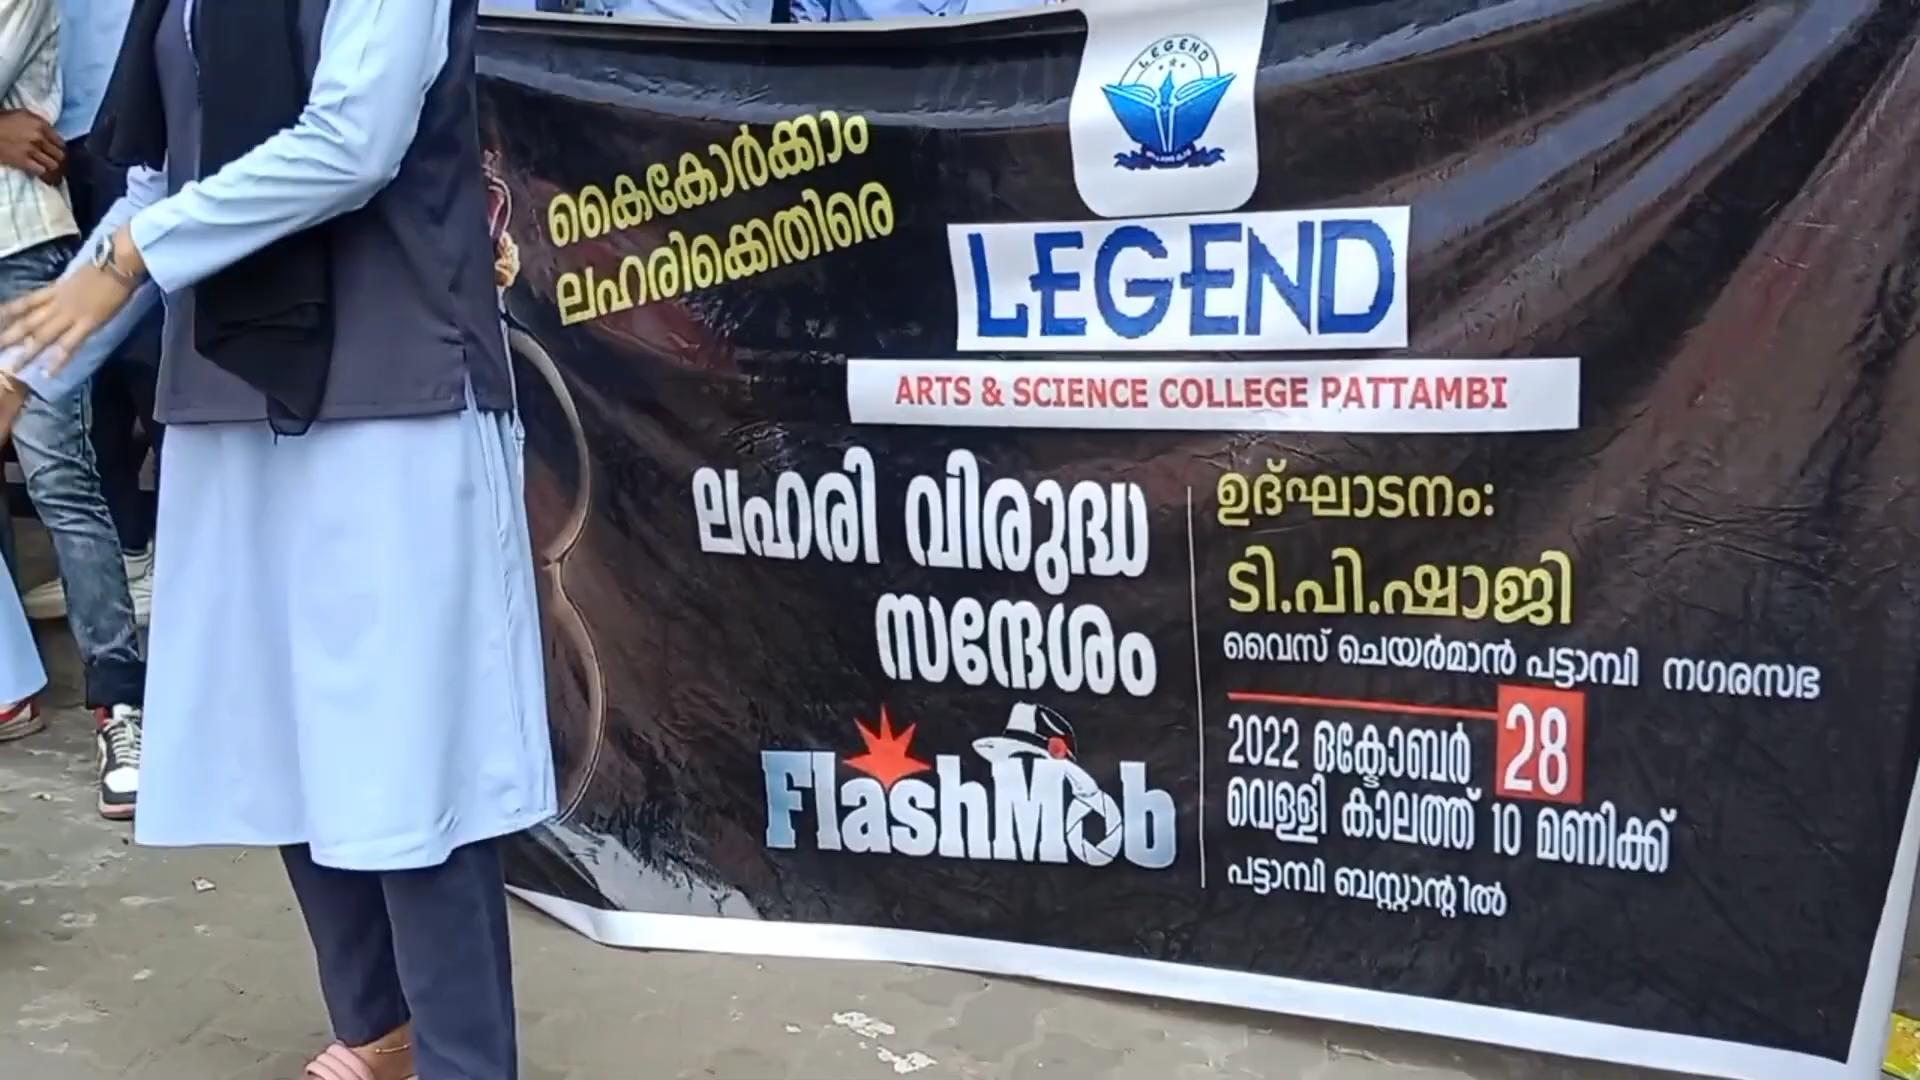 LEGEND
കൈകോർക്കാം
ലഹരിക്കെതിരെ
LEGEND
ARTS & SCIENCE COLLEGE PATTAMBI
ലഹരി വിരുദ്ധ
സന്ദേശം
FlashMob
ഉദ്ഘാടനം:
ടി.പി.ഷാജി
വൈസ് ചെയർമാൻ പട്ടാമ്പി നഗരസഭ
2022 ഒക്ടോബർ 28
വെള്ളി കാലത്ത് 10 മണിക്ക്
പട്ടാമ്പി ബസ്റ്റാന്റിൽ